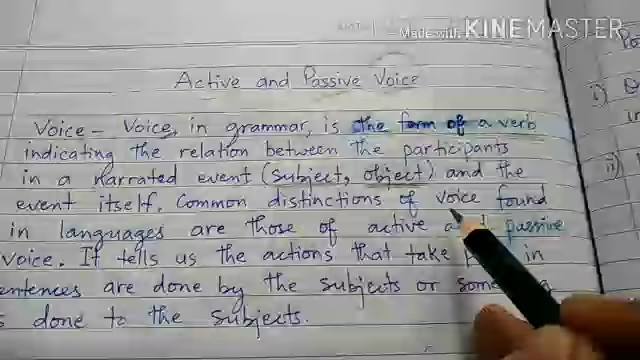 Made with KINEMASTER
Active and Passive Voice
Voice - Voice, in grammar, is the form of a verb
indicating the relation between the participants
in a narrated event (subject, object) and the
event itself. Common distinctions of voice found
in languages are those of active passive
voice. It tells us the actions that take in
entences are done by the subjects or some
s done to the subjects.
i)
in
ii)